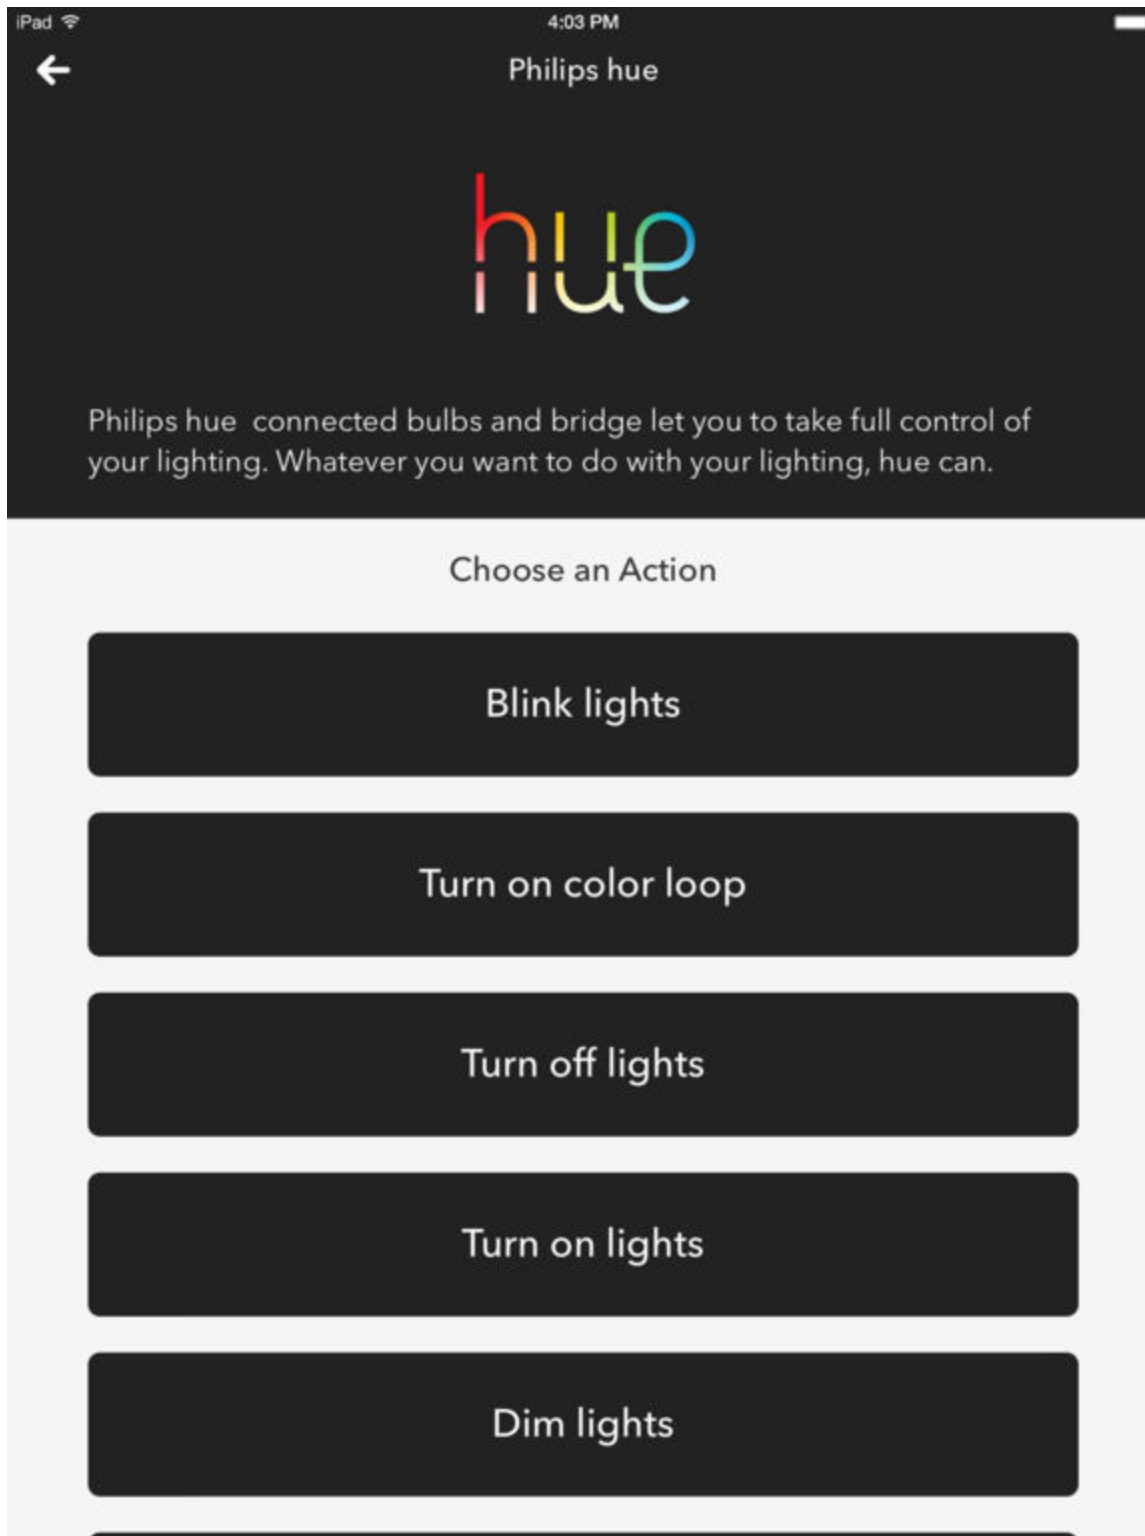 iPad
4:03 PM
Philips hue
hue
Philips hue  connected bulbs and bridge let you to take full control of
your lighting. Whatever you want to do with your lighting, hue can.
Choose an Action
Blink lights
Turn on color loop
Turn off lights
Turn on lights
Dim lights